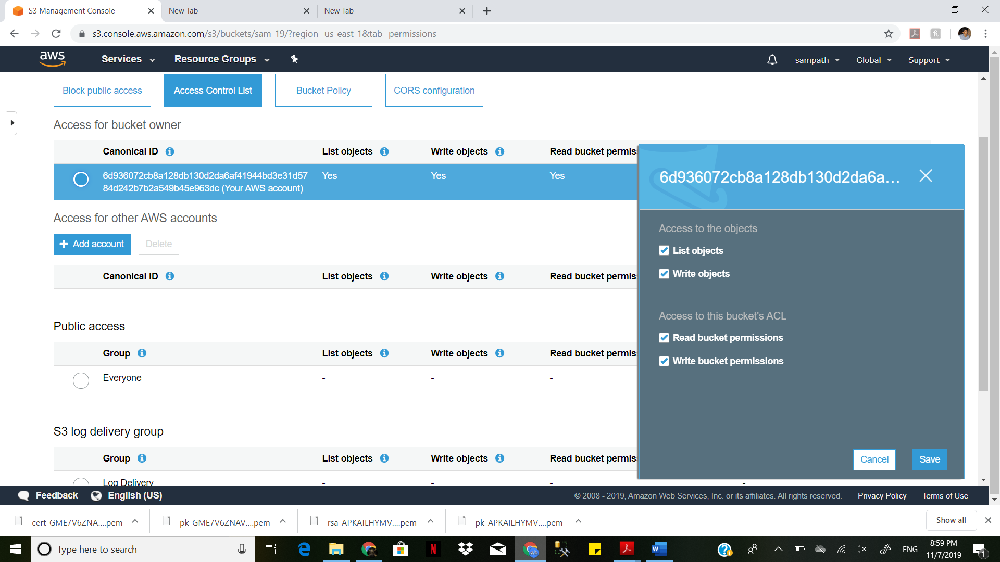 S3 Management Console
New Tab
New Tab
s3.console.aws.amazon.com/s3/buckets/sam-19/?region=us-east-1&tab=permissions
aws
Services
Resource Groups
sampath
Global
Support
Block public access
Access Control List
Bucket Policy
CORS configuration
Access for bucket owner
Canonical ID
List objects
Write objects
Read bucket permis
6d936072cb8a128db130d2da6af41944bd3e31d57
84d242b7b2a549b45e963dc (Your AWS account)
Yes
Yes
Yes
Access for other AWS accounts
Add account
Delete
Canonical ID
List objects
Write objects
Read bucket permis
Public access
Group
List objects
Write objects
Read bucket permis
Everyone
-
-
-
S3 log delivery group
Group
List objects
Write objects
Read bucket permis
Log Delivery
-
-
-
-
6d936072cb8a128db130d2da6a...
Access to the objects
List objects
Write objects
Access to this bucket's ACL
Read bucket permissions
Write bucket permissions
Cancel
Save
Feedback
English (US)
© 2008 - 2019, Amazon Web Services, Inc. or its affiliates. All rights reserved.
Privacy Policy
Terms of Use
cert-GME7V6ZNA....pem
pk-GME7V6ZNAV....pem
rsa-APKAILHYMV....pem
pk-APKAILHYMV....pem
Show all
Type here to search
ENG
8:59 PM
11/7/2019
1